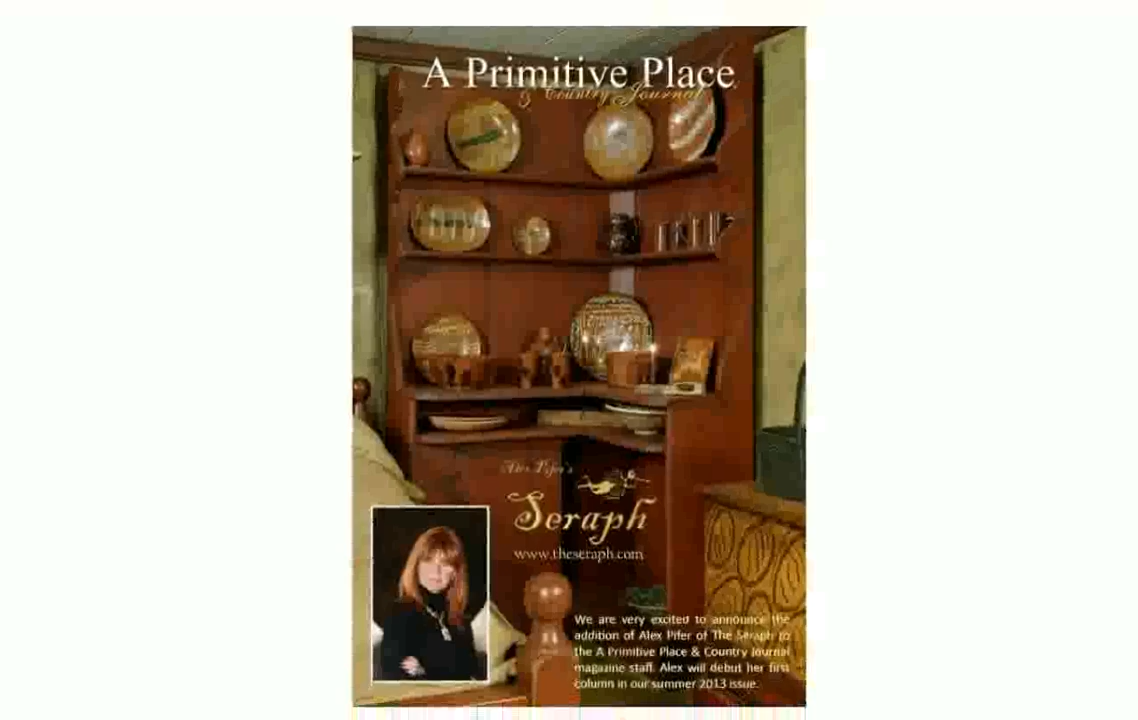 A Primitive Place
& Country Journal
Alex Pifer's
Seraph
www.theseraph.com
We are very excited to announce the
addition of Alex Pifer of The Seraph to
the A Primitive Place & Country Journal
magazine staff. Alex will debut her first
column in our summer 2013 issue.